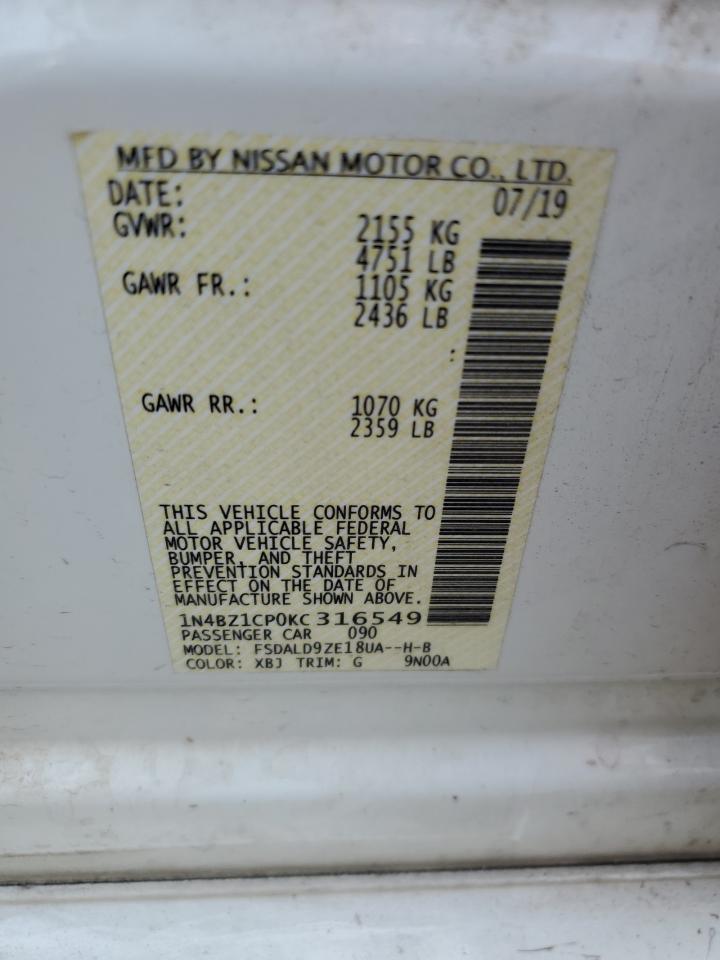 MFD BY NISSAN MOTOR CO., LTD.
DATE: 07/19
GVWR: 2155 KG
4751 LB
GAWR FR.: 1105 KG
2436 LB
:
GAWR RR.: 1070 KG
2359 LB
THIS VEHICLE CONFORMS TO
ALL APPLICABLE FEDERAL
MOTOR VEHICLE SAFETY,
BUMPER, AND THEFT
PREVENTION STANDARDS IN
EFFECT ON THE DATE OF
MANUFACTURE SHOWN ABOVE.
1N4BZ1CP0KC 316549
PASSENGER CAR 090
MODEL: FSDALD9ZE18UA--H-B
COLOR: XBJ TRIM: G 9N00A